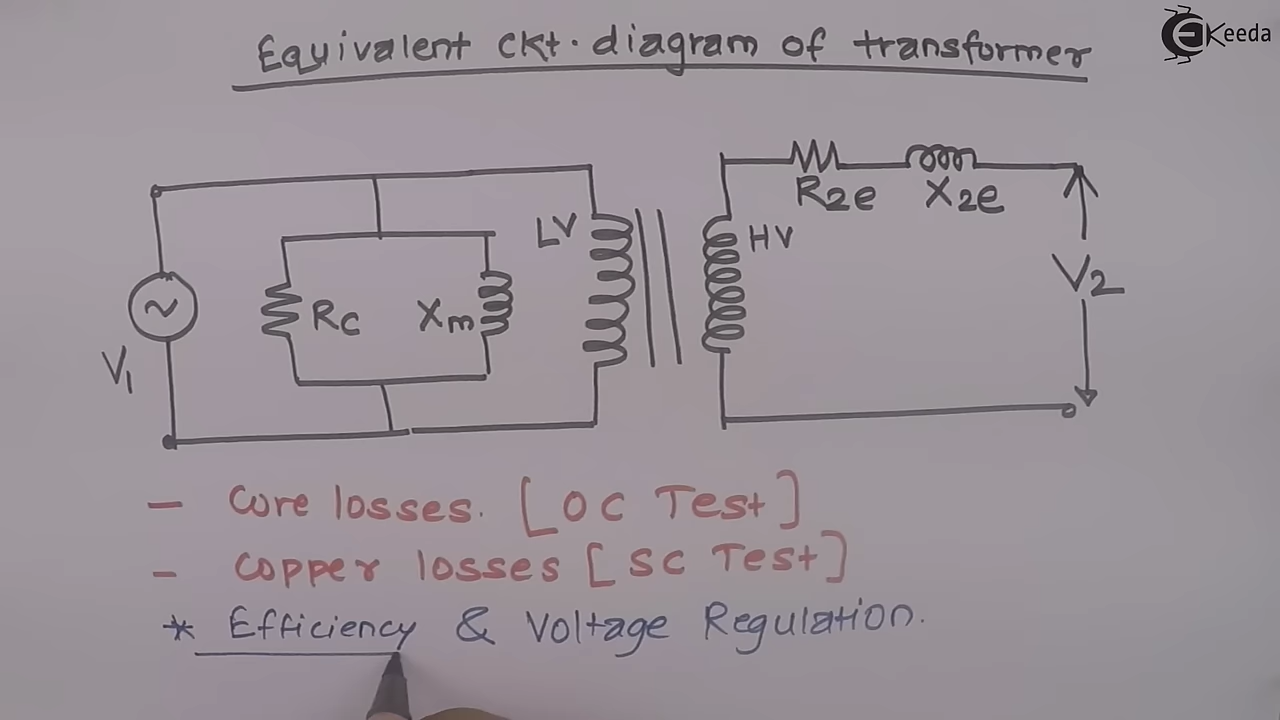 Equivalent ckt. diagram of transformer
EKeeda
R2e X2e
LV HV
V2
Rc Xm
V1
- Core losses. [OC Test]
- Copper losses [SC Test]
* Efficiency & Voltage Regulation.